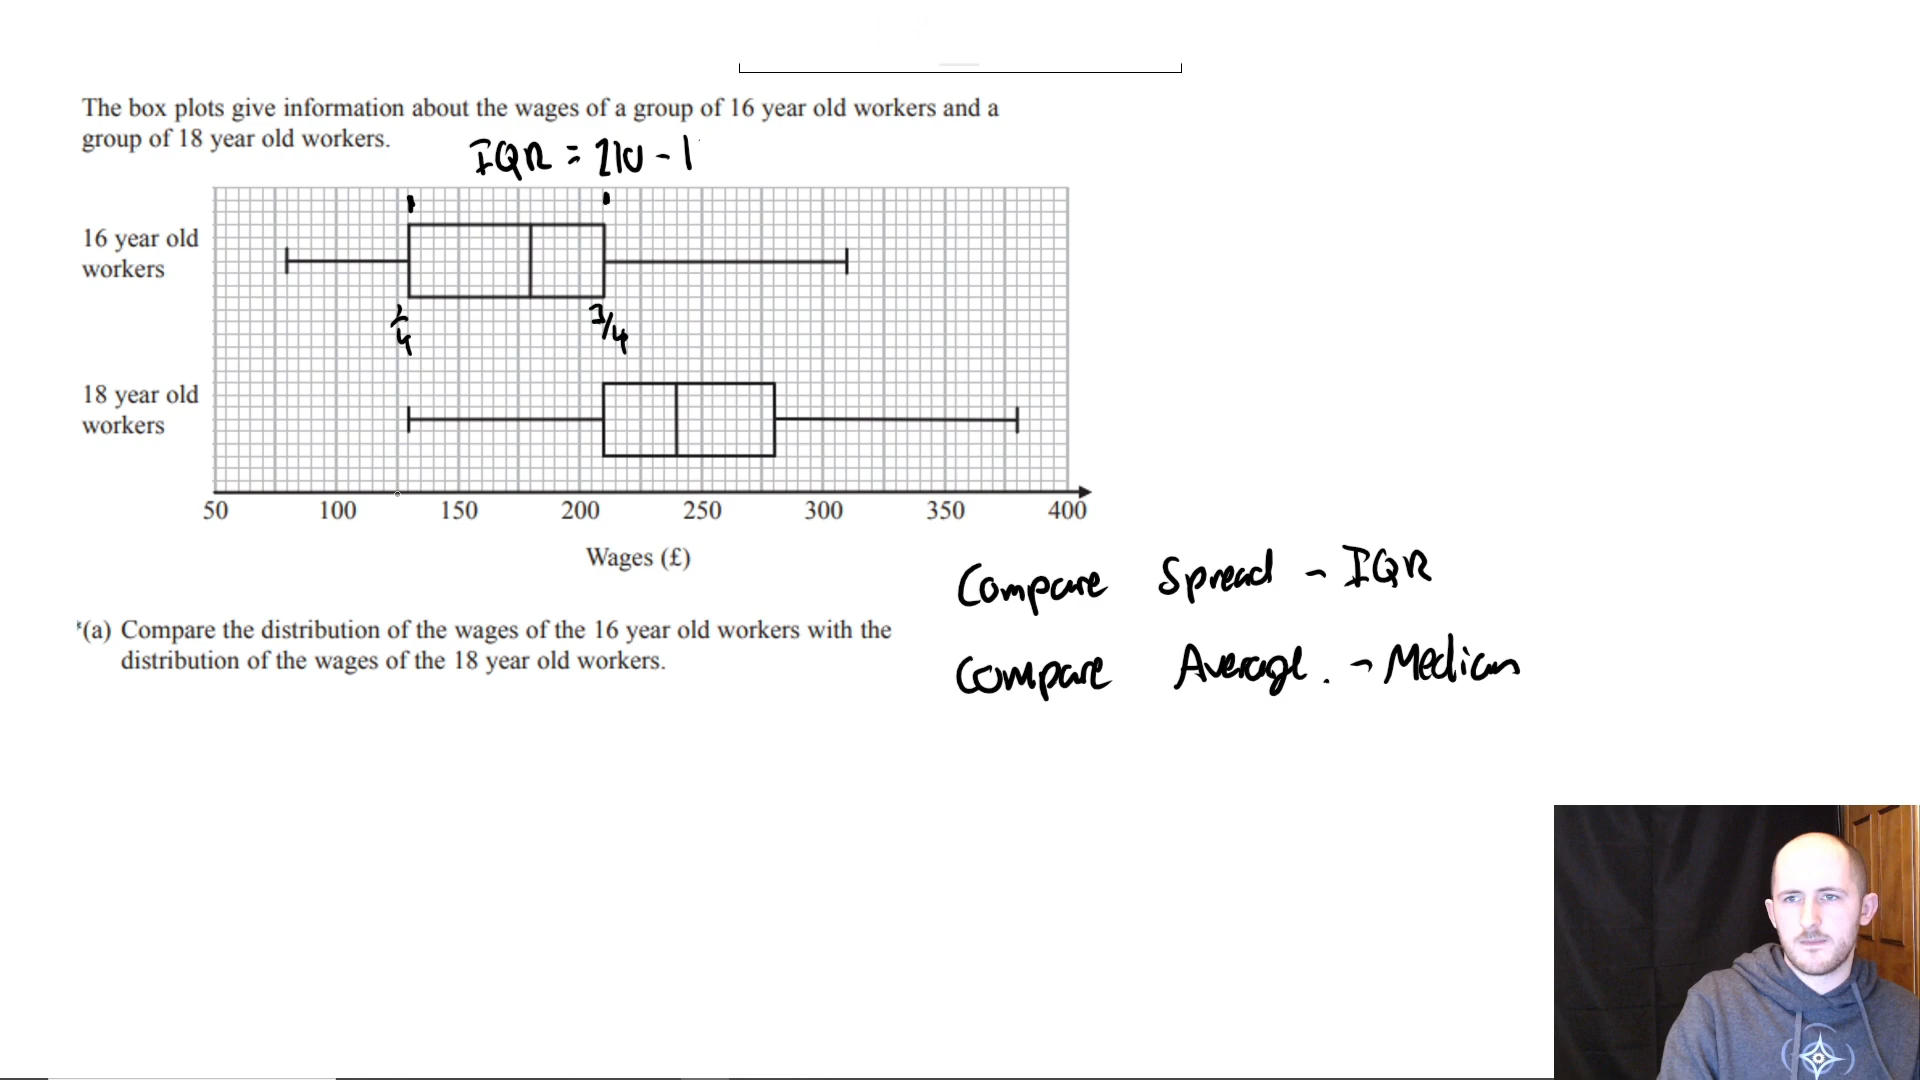 The box plots give information about the wages of a group of 16 year old workers and a
group of 18 year old workers.
IQR = 210 - 1
16 year old
workers
1/4
3/4
18 year old
workers
50 100 150 200 250 300 350 400
Wages (£)
Compare Spread - IQR
*(a) Compare the distribution of the wages of the 16 year old workers with the
distribution of the wages of the 18 year old workers.
Compare Average. - Median